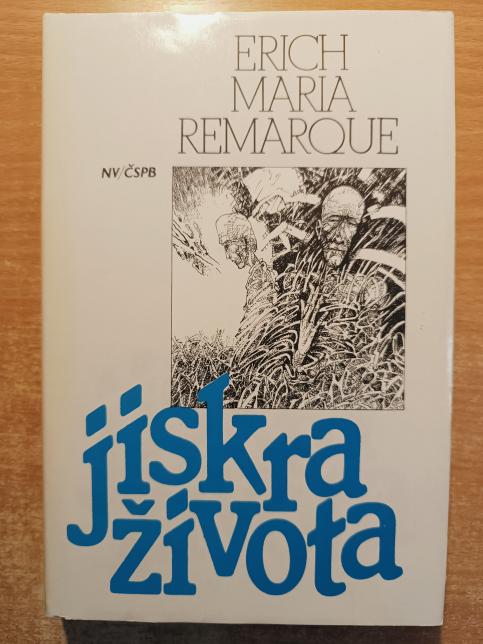 ERICH
MARIA
REMARQUE
NV/ČSPB
jiskra
života